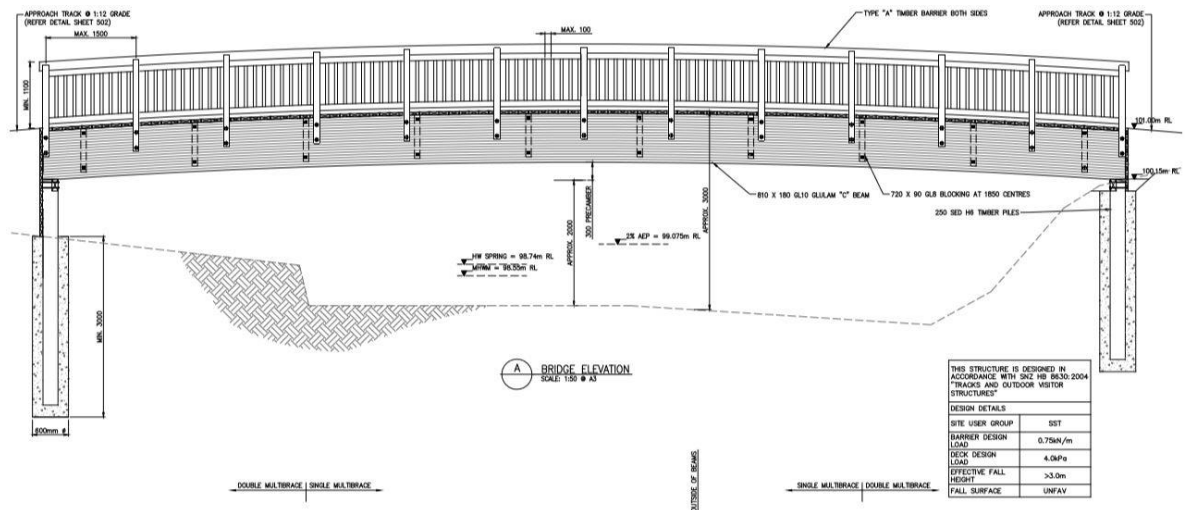 APPROACH TRACK @ 1:12 GRADE
(REFER DETAIL SHEET 502)
MAX. 1500
MAX. 100
TYPE "A" TIMBER BARRIER BOTH SIDES
APPROACH TRACK @ 1:12 GRADE
(REFER DETAIL SHEET 502)
MIN. 1100
101.00m RL
100.15m RL
810 X 180 GL10 GLULAM "C" BEAM
720 X 90 GL8 BLOCKING AT 1850 CENTRES
250 SED H6 TIMBER PILES
300 PRECAMBER
APPROX. 2000
APPROX. 3000
2% AEP = 99.075m RL
HW SPRING = 98.74m RL
MHWM = 98.55m RL
MIN. 3000
600mm ø
A
BRIDGE ELEVATION
SCALE: 1:50 @ A3
THIS STRUCTURE IS DESIGNED IN
ACCORDANCE WITH SNZ HB 8630:2004
"TRACKS AND OUTDOOR VISITOR
STRUCTURES"
DESIGN DETAILS
SITE USER GROUP SST
BARRIER DESIGN
LOAD 0.75kN/m
DECK DESIGN
LOAD 4.0kPa
EFFECTIVE FALL
HEIGHT >3.0m
FALL SURFACE UNFAV
DOUBLE MULTIBRACE SINGLE MULTIBRACE
OUTSIDE OF BEAMS
SINGLE MULTIBRACE DOUBLE MULTIBRACE